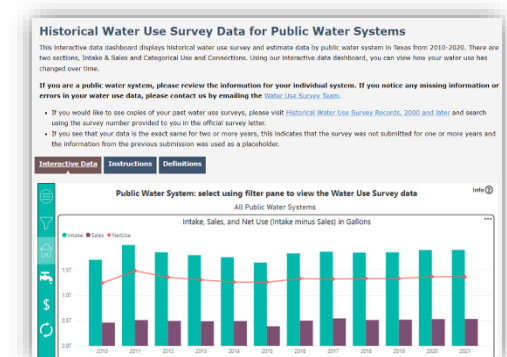 Historical Water Use Survey Data for Public Water Systems
This interactive data dashboard displays historical water use survey and estimate data by public water system in Texas from 2010-2020. There are
two sections, Intake & Sales and Categorical Use and Connections. Using our interactive data dashboard, you can view how your water use has
changed over time.
If you are a public water system, please review the information for your individual system. If you notice any missing information or
errors in your water use data, please contact us by emailing the Water Use Survey Team.
• If you would like to see copies of your past water use surveys, please visit Historical Water Use Survey Records, 2000 and later and search
using the survey number provided to you in the official survey letter.
• If you see that your data is the exact same for two or more years, this indicates that the survey was not submitted for one or more years and
the information from the previous submission was used as a placeholder.
Interactive Data Instructions Definitions
Public Water System: select using filter pane to view the Water Use Survey data
Info
All Public Water Systems
Intake, Sales, and Net Use (Intake minus Sales) in Gallons
Intake Sales NetUse
1.5T
1.0T
0.5T
0.0T
2010 2011 2012 2013 2014 2015 2016 2017 2018 2019 2020 2021